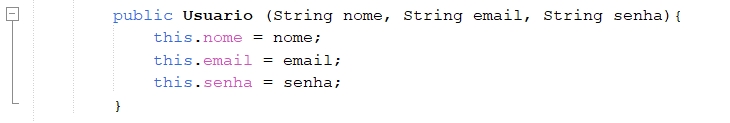 public Usuario (String nome, String email, String senha){
this.nome = nome;
this.email = email;
this.senha = senha;
}